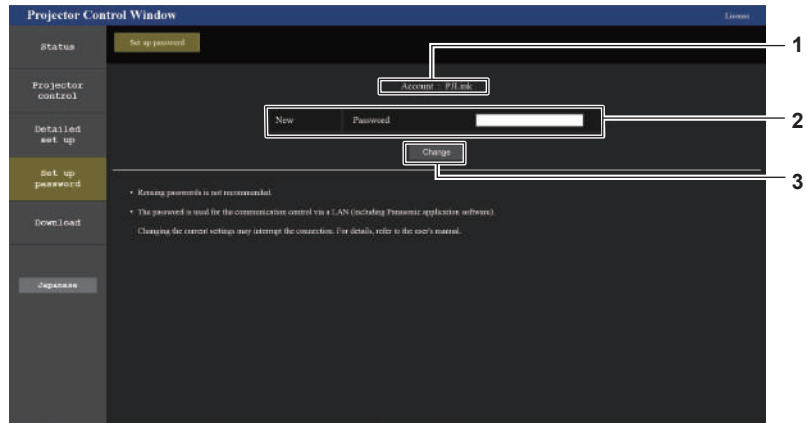 Projector Control Window
License
Status
Set up password
1
Projector control
Account : PJLink
New Password
2
Detailed set up
Change
Set up password
3
• Reusing passwords is not recommended.
• The password is used for the communication control via a LAN (including Panasonic application software).
Changing the current settings may interrupt the connection. For details, refer to the user's manual.
Download
Japanese